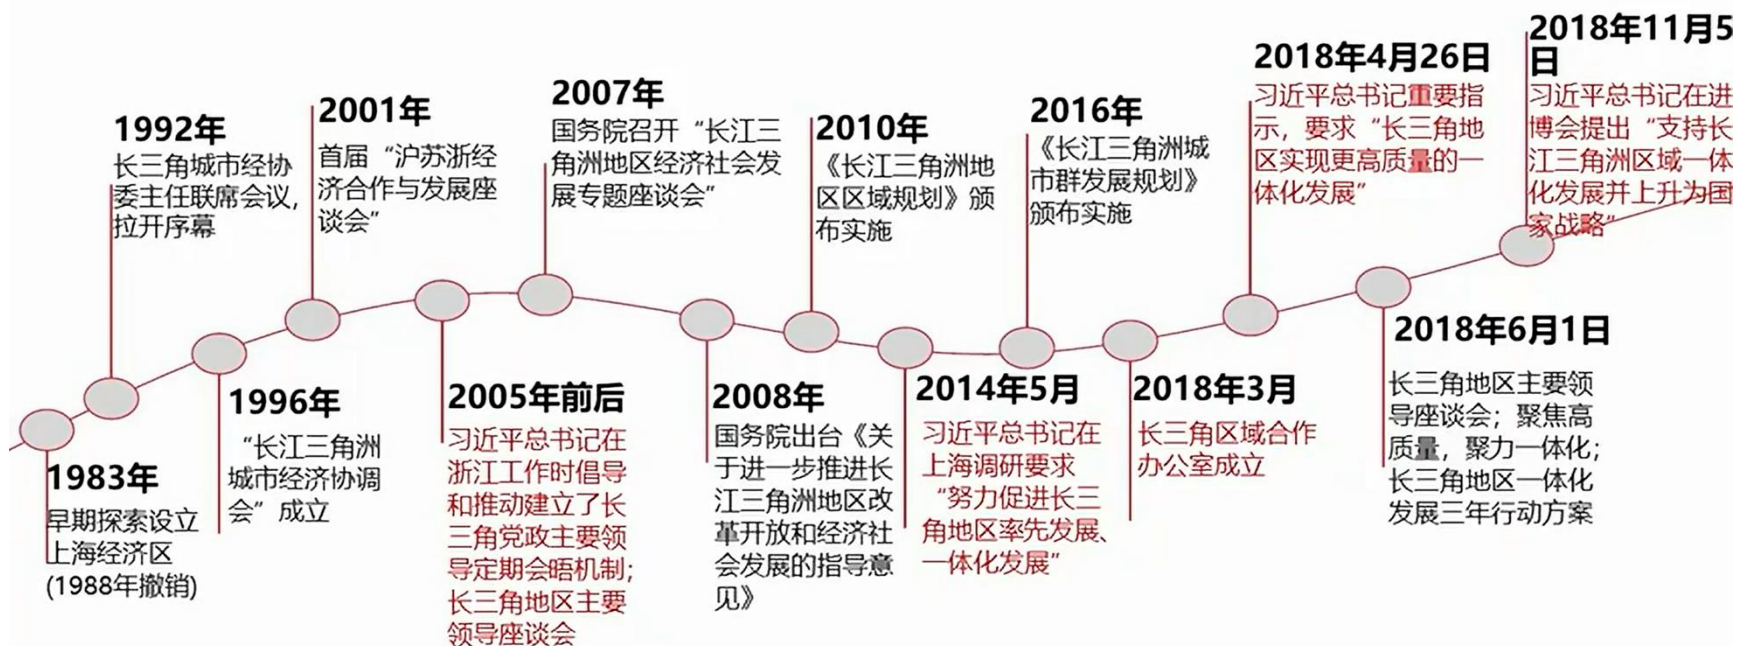 1983年
早期探索设立
上海经济区
(1988年撤销)
1992年
长三角城市经协
委主任联席会议,
拉开序幕
1996年
“长江三角洲
城市经济协调
会”成立
2001年
首届“沪苏浙经
济合作与发展座
谈会”
2005年前后
习近平总书记在
浙江工作时倡导
和推动建立了长
三角党政主要领
导定期会晤机制;
长三角地区主要
领导座谈会
2007年
国务院召开“长江三
角洲地区经济社会发
展专题座谈会”
2008年
国务院出台《关
于进一步推进长
江三角洲地区改
革开放和经济社
会发展的指导意
见》
2010年
《长江三角洲地
区区域规划》颁
布实施
2014年5月
习近平总书记在
上海调研要求
“努力促进长三
角地区率先发展、
一体化发展”
2016年
《长江三角洲城
市群发展规划》
颁布实施
2018年3月
长三角区域合作
办公室成立
2018年4月26日
习近平总书记重要指
示，要求“长三角地
区实现更高质量的一
体化发展”
2018年6月1日
长三角地区主要领
导座谈会；聚焦高
质量，聚力一体化;
长三角地区一体化
发展三年行动方案
2018年11月5
日
习近平总书记在进
博会提出“支持长
江三角洲区域一体
化发展并上升为国
家战略”